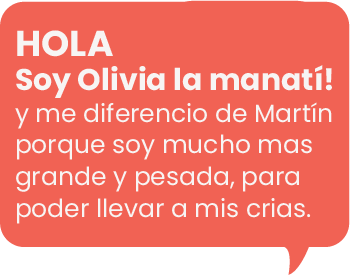 HOLA
Soy Olivia la manatí!
y me diferencio de Martín
porque soy mucho mas
grande y pesada, para
poder llevar a mis crias.